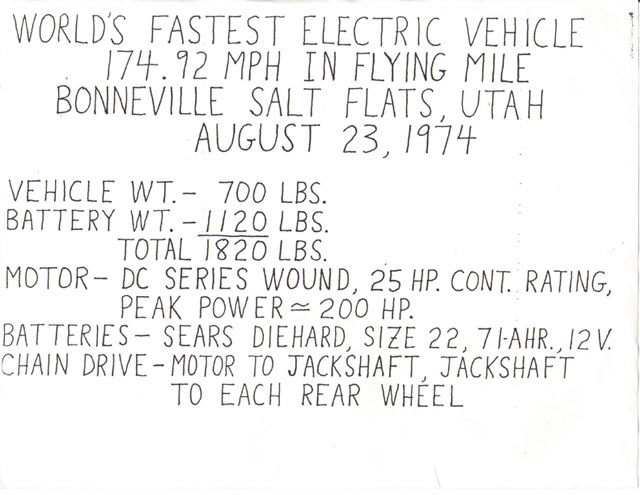 WORLD'S FASTEST ELECTRIC VEHICLE
174.92 MPH IN FLYING MILE
BONNEVILLE SALT FLATS, UTAH
AUGUST 23, 1974
VEHICLE WT.- 700 LBS.
BATTERY WT.-1120 LBS.
TOTAL 1820 LBS.
MOTOR- DC SERIES WOUND, 25 HP. CONT. RATING,
PEAK POWER ≃ 200 HP.
BATTERIES- SEARS DIEHARD, SIZE 22, 71-AHR., 12 V.
CHAIN DRIVE-MOTOR TO JACKSHAFT, JACKSHAFT
TO EACH REAR WHEEL